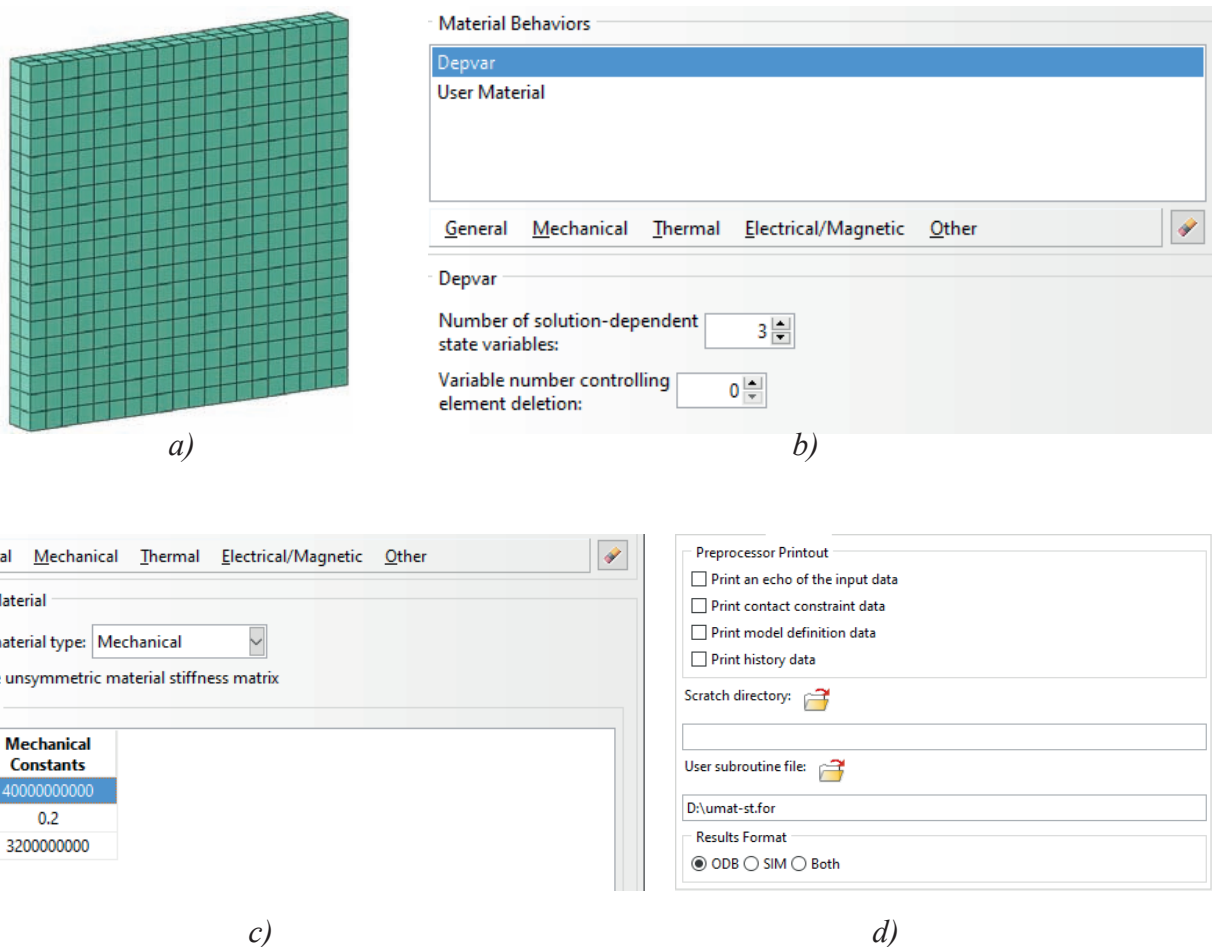 Material Behaviors
Depvar
User Material
General Mechanical Thermal Electrical/Magnetic Other
Depvar
Number of solution-dependent
state variables:
3
Variable number controlling
element deletion:
0
a)
b)
al Mechanical Thermal Electrical/Magnetic Other
Material
material type: Mechanical
unsymmetric material stiffness matrix
Mechanical
Constants
40000000000
0.2
3200000000
c)
Preprocessor Printout
Print an echo of the input data
Print contact constraint data
Print model definition data
Print history data
Scratch directory:
User subroutine file:
D:\umat-st.for
Results Format
ODB SIM Both
d)